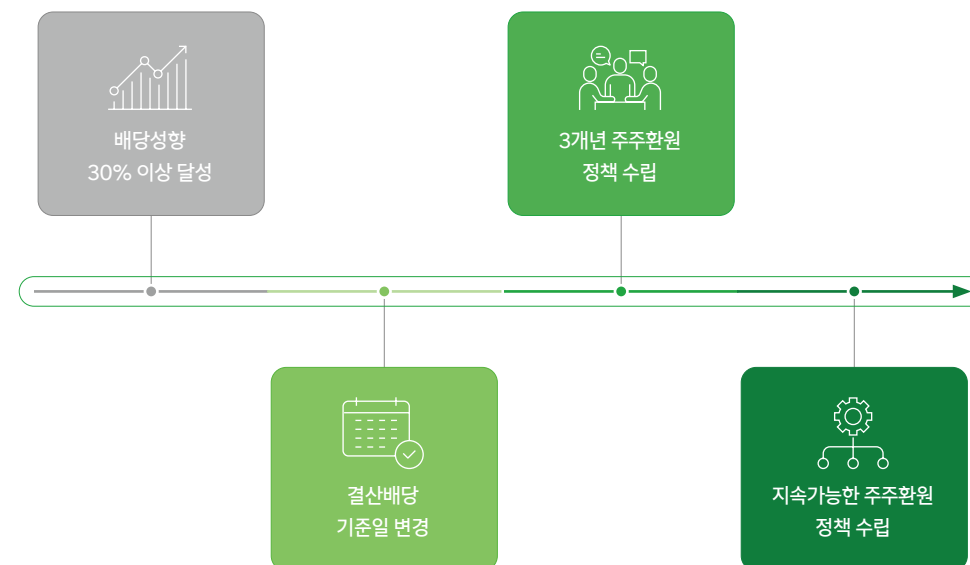 배당성향
30% 이상 달성
3개년 주주환원
정책 수립
결산배당
기준일 변경
지속가능한 주주환원
정책 수립